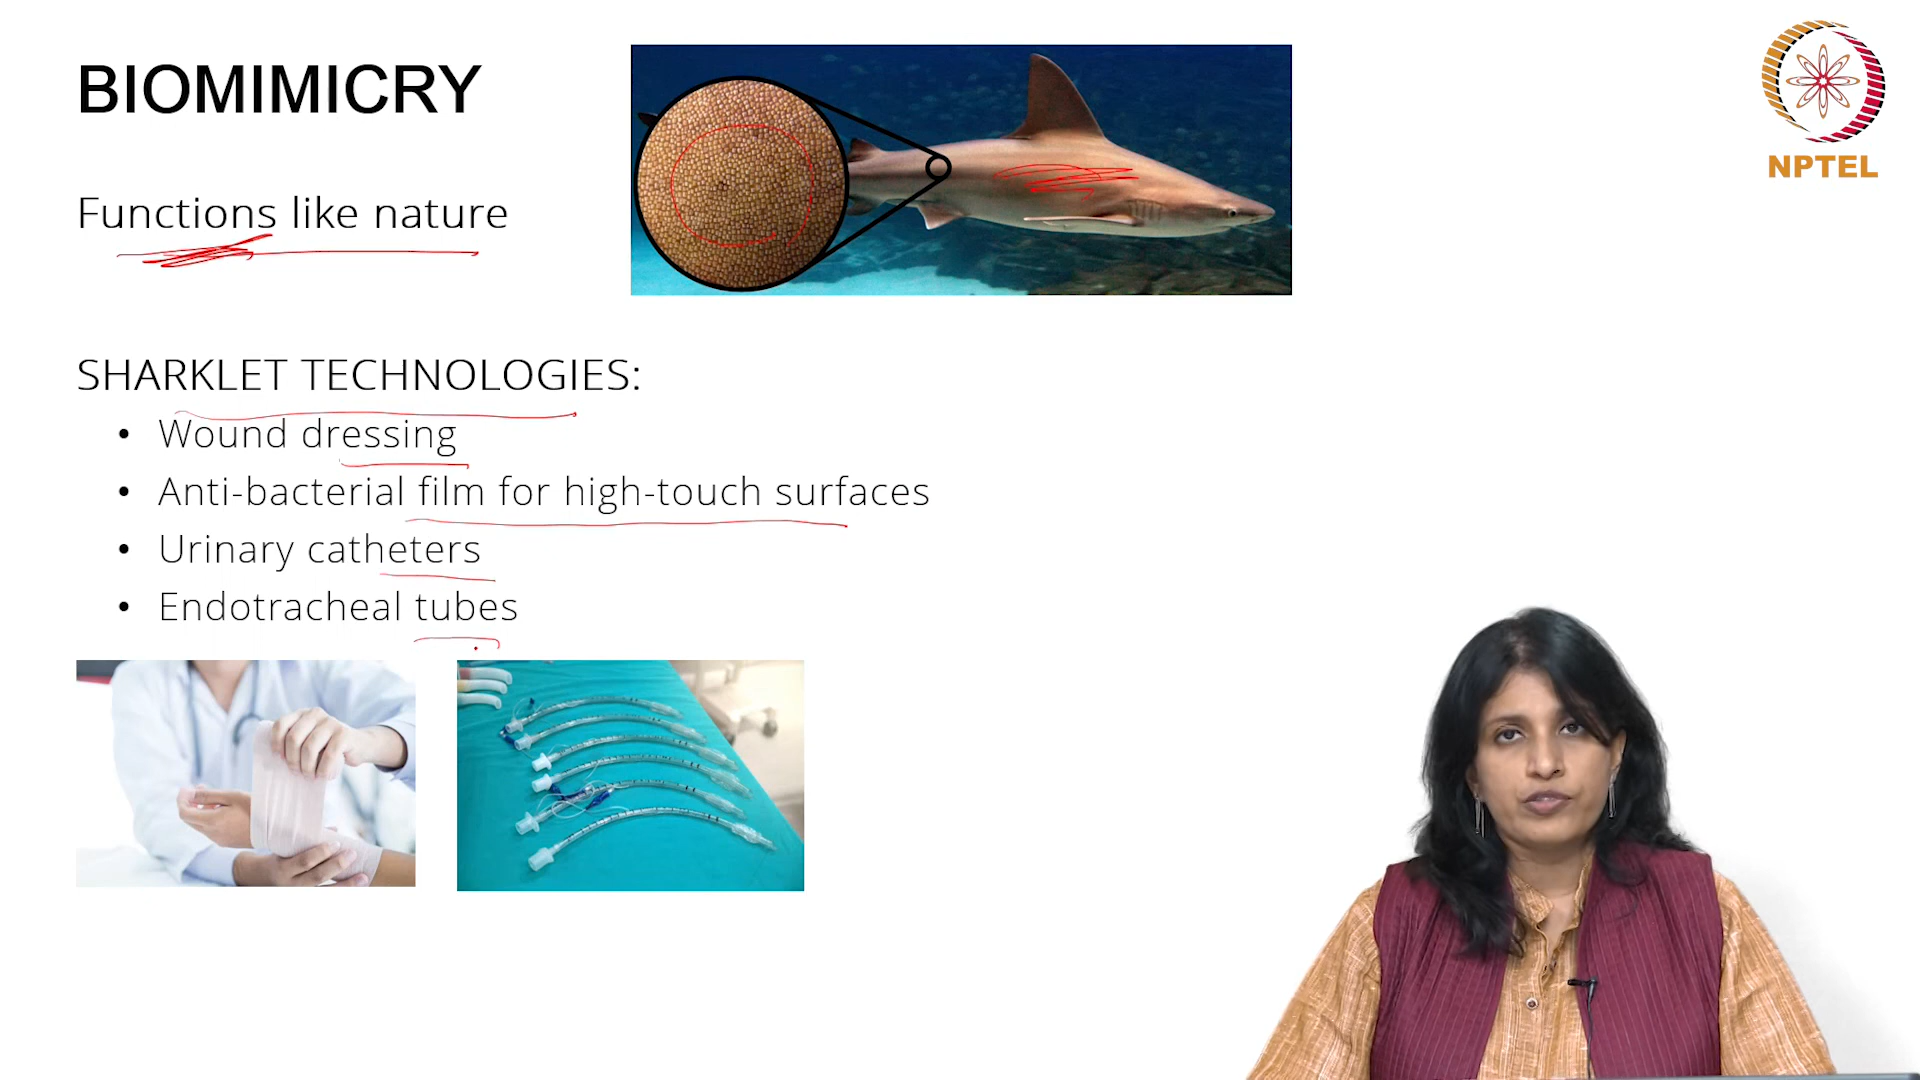 BIOMIMICRY
Functions like nature
SHARKLET TECHNOLOGIES:
• Wound dressing
• Anti-bacterial film for high-touch surfaces
• Urinary catheters
• Endotracheal tubes
NPTEL